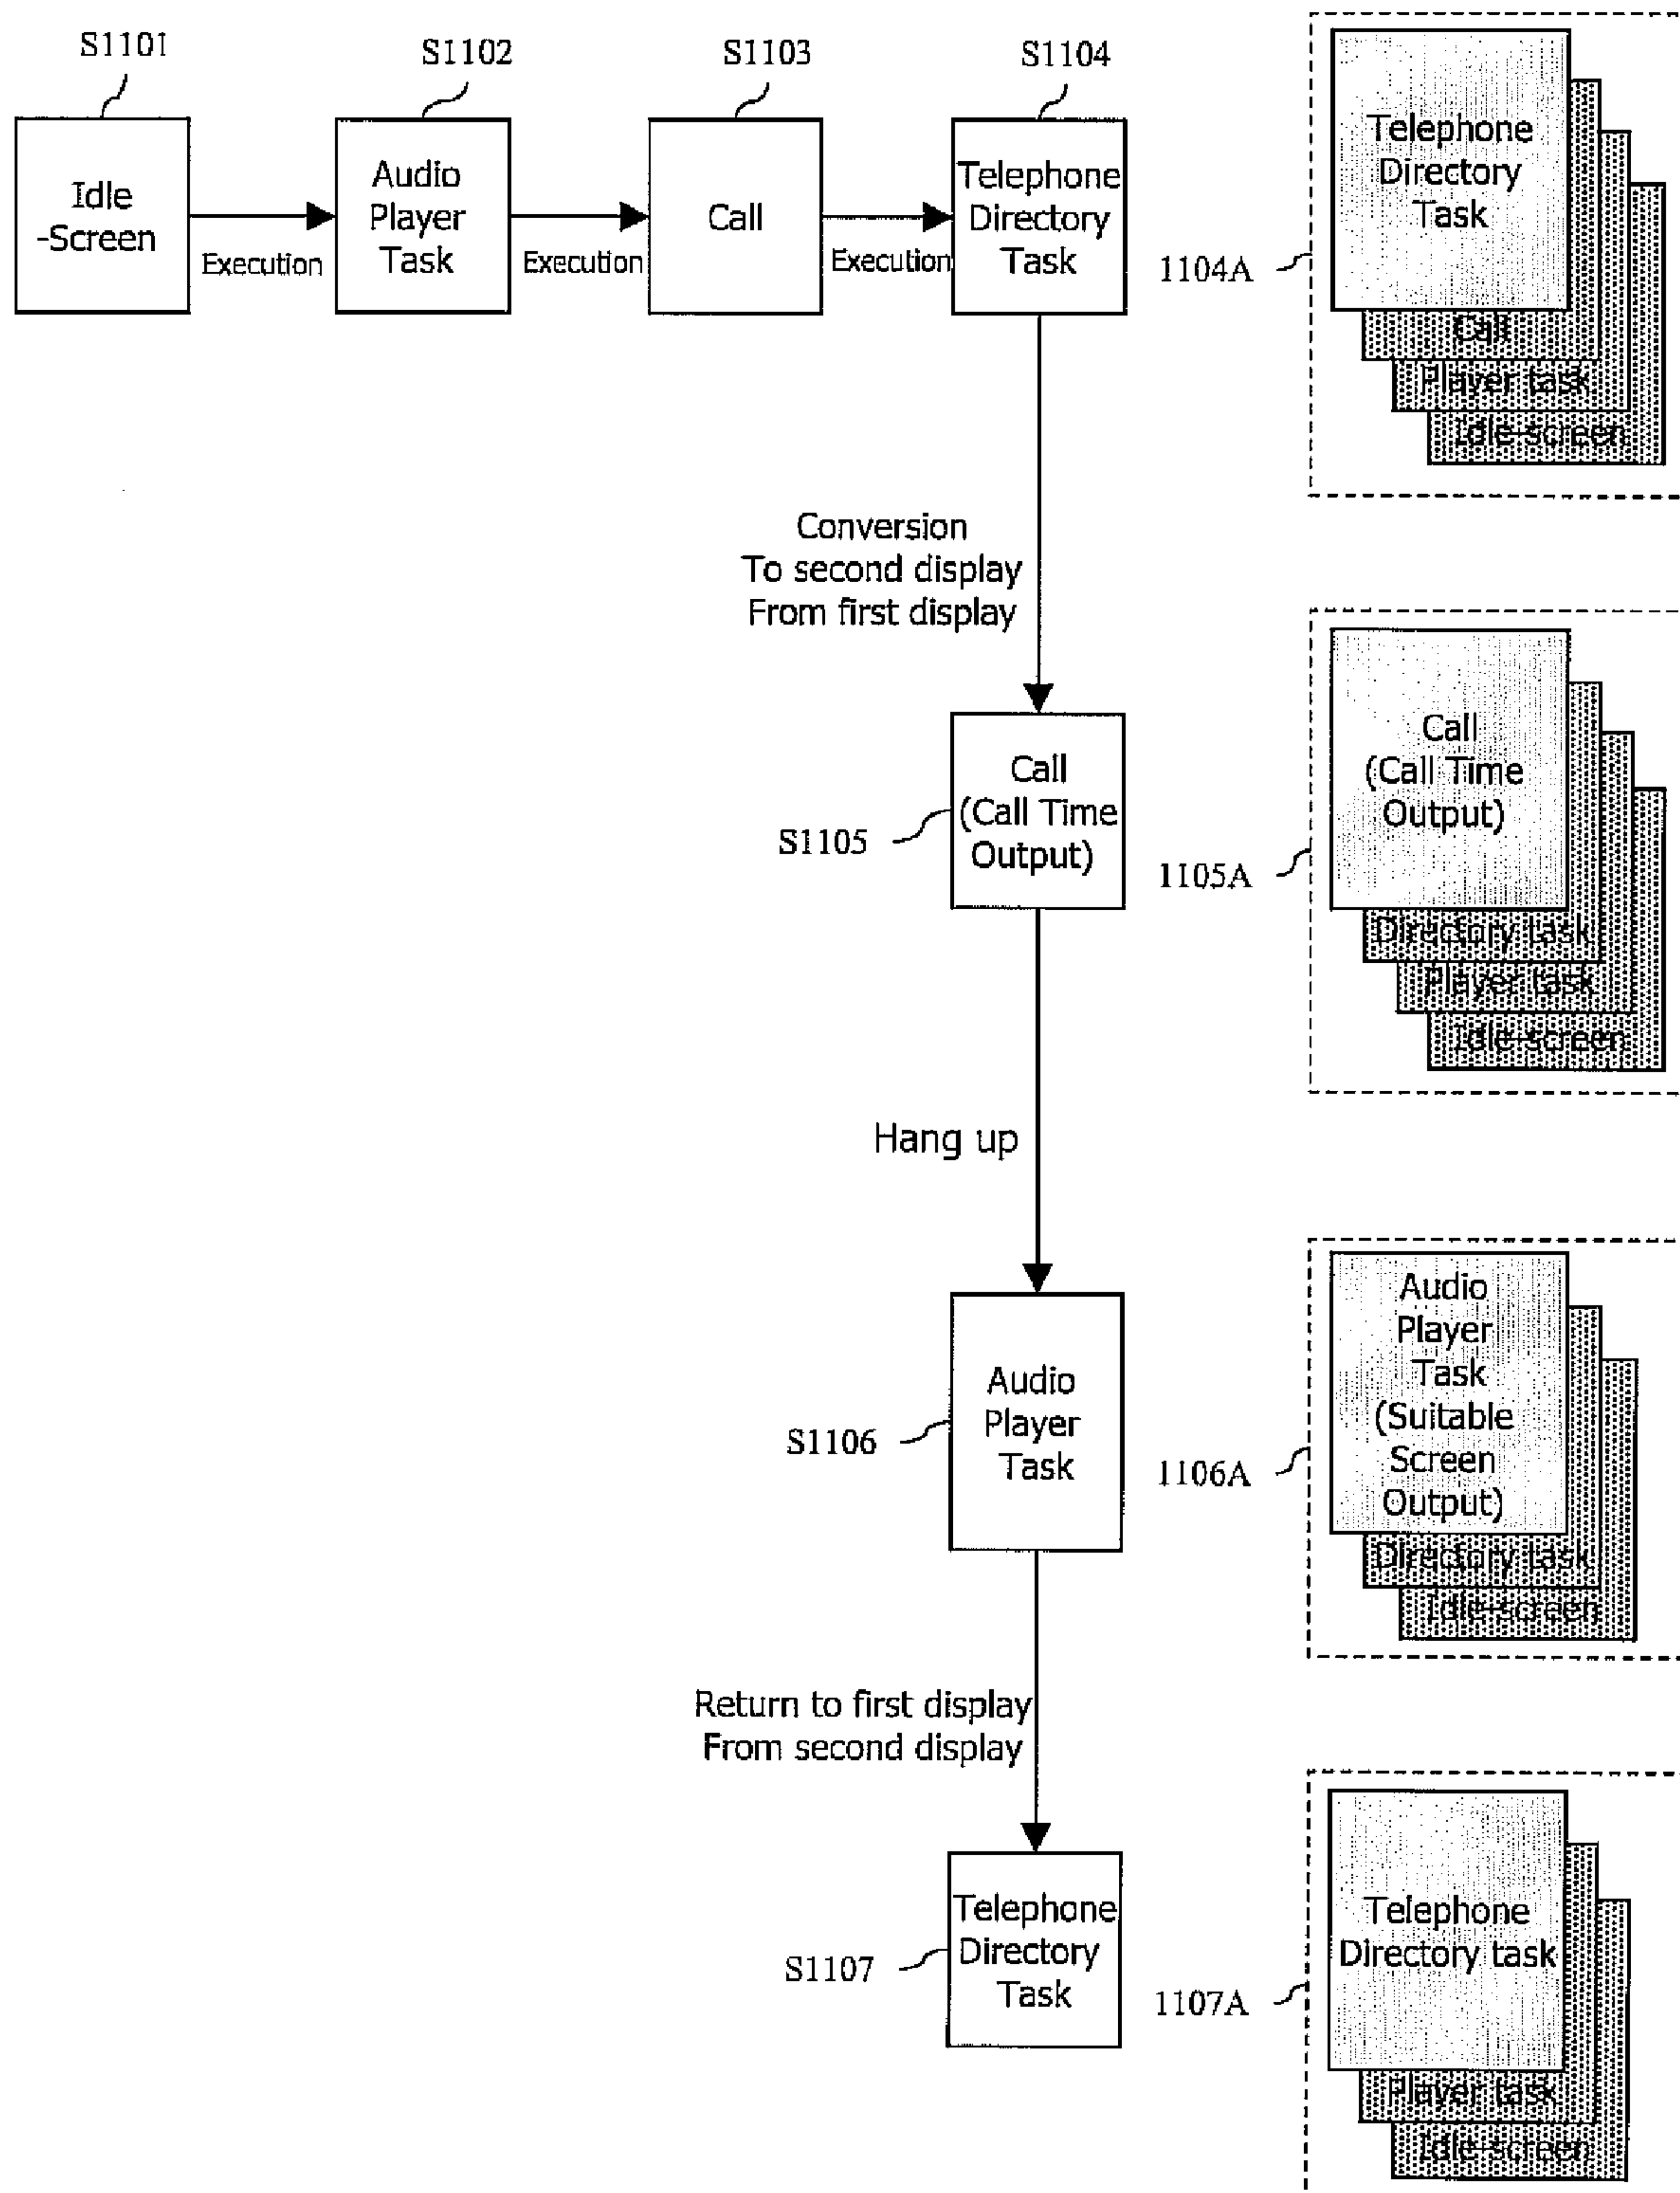 S1101
S1102
S1103
S1104
Idle
-Screen
Execution
Audio
Player
Task
Execution
Call
Execution
Telephone
Directory
Task
1104A
Telephone
Directory
Task
Call
Player task
Idle-screen
Conversion
To second display
From first display
S1105
Call
(Call Time
Output)
1105A
Call
(Call Time
Output)
Directory task
Player task
Idle-screen
Hang up
S1106
Audio
Player
Task
1106A
Audio
Player
Task
(Suitable
Screen
Output)
Directory task
Idle-screen
Return to first display
From second display
S1107
Telephone
Directory
Task
1107A
Telephone
Directory task
Player task
Idle-screen